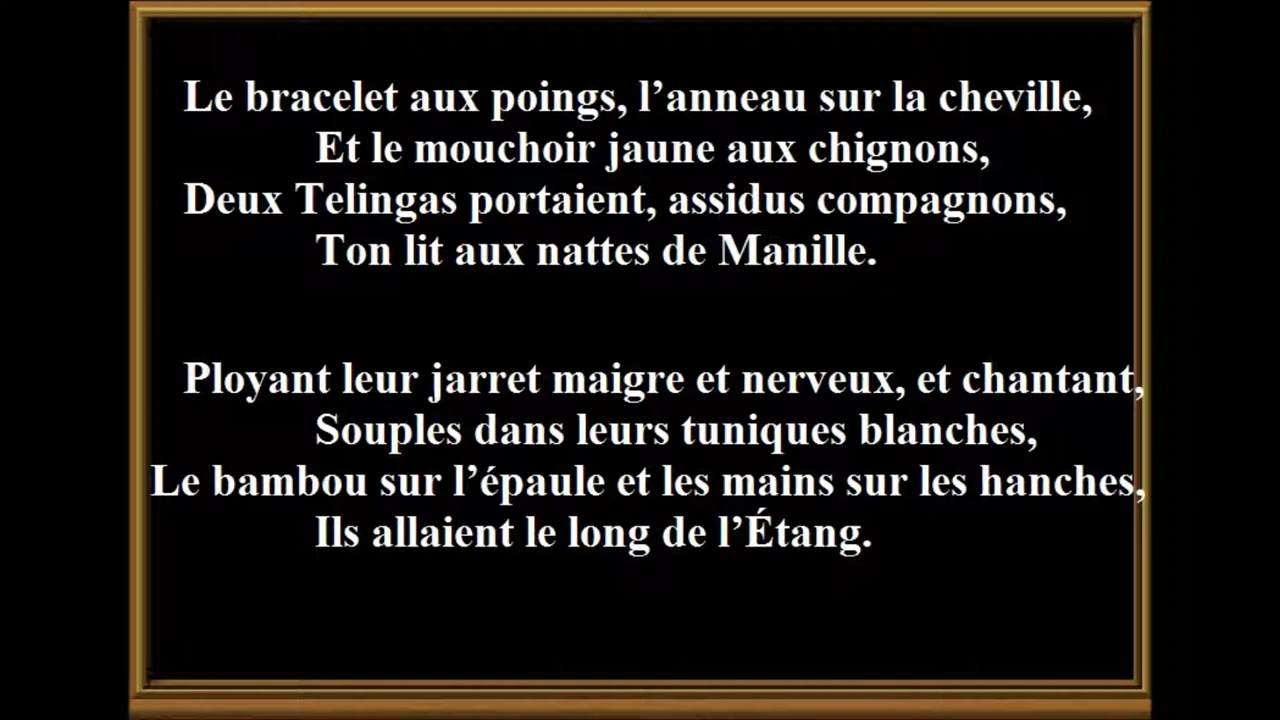 Le bracelet aux poings, l’anneau sur la cheville,
Et le mouchoir jaune aux chignons,
Deux Telingas portaient, assidus compagnons,
Ton lit aux nattes de Manille.
Ployant leur jarret maigre et nerveux, et chantant,
Souples dans leurs tuniques blanches,
Le bambou sur l’épaule et les mains sur les hanches,
Ils allaient le long de l’Étang.